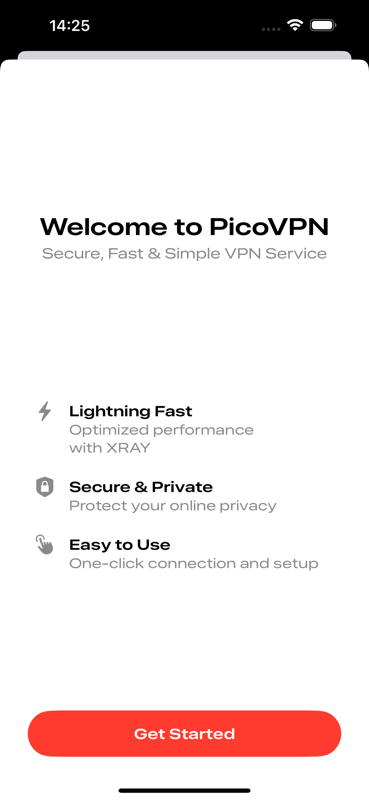 14:25
Welcome to PicoVPN
Secure, Fast & Simple VPN Service
Lightning Fast
Optimized performance
with XRAY
Secure & Private
Protect your online privacy
Easy to Use
One-click connection and setup
Get Started